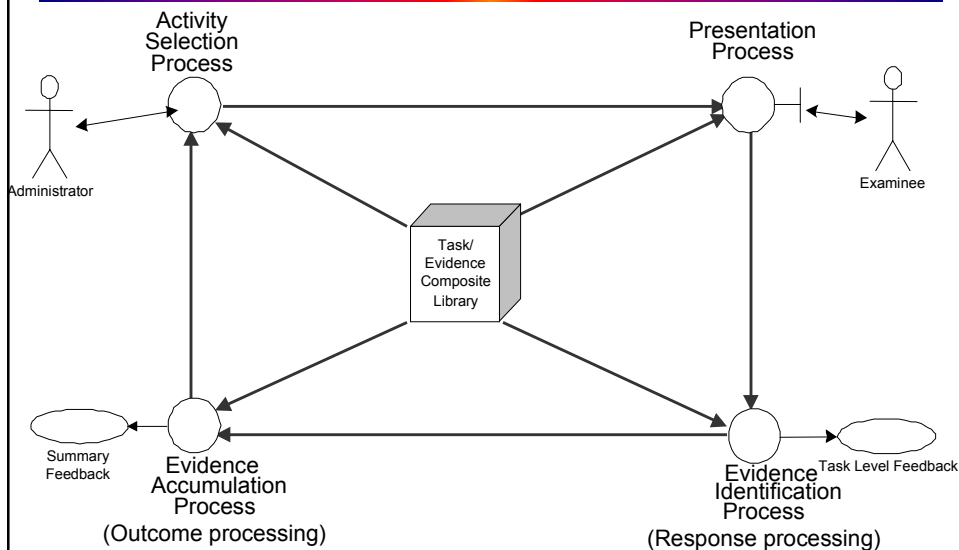 Activity
Selection
Process
Presentation
Process
Administrator
Examinee
Task/
Evidence
Composite
Library
Summary
Feedback
Evidence
Accumulation
Process
(Outcome processing)
Evidence
Identification
Process
(Response processing)
Task Level Feedback